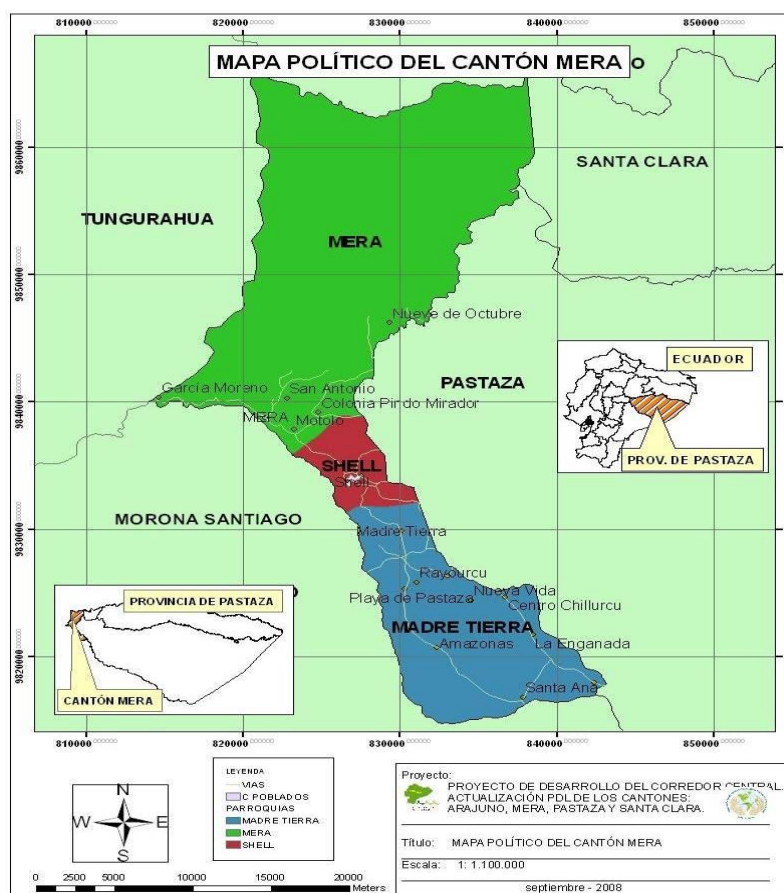 810000 820000 830000 840000 850000
MAPA POLÍTICO DEL CANTÓN MERA o
9860000
SANTA CLARA
TUNGURAHUA
MERA
9850000
Nueve de Octubre
ECUADOR
PASTAZA
García Moreno
San Antonio
9840000
Colonia Pindo Mirador
MERA
Motolo
PROV. DE PASTAZA
SHELL
Shell
MORONA SANTIAGO
9830000
Madre Tierra
Rayourcu
PROVINCIA DE PASTAZA
Playa de Pastaza
Nueva Vida
Centro Chillurcu
MADRE TIERRA
Amazonas
La Enganada
9820000
CANTÓN MERA
Santa Ana
810000 820000 830000 840000 850000
N
W E
S
LEYENDA
VIAS
C POBLADOS
PARROQUIAS
MADRE TIERRA
MERA
SHELL
0 2500 5000 10000 15000 20000
Meters
Proyecto:
PROYECTO DE DESARROLLO DEL CORREDOR CENTRAL.
ACTUALIZACIÓN PDL DE LOS CANTONES:
ARAJUNO, MERA, PASTAZA Y SANTA CLARA.
Título: MAPA POLÍTICO DEL CANTÓN MERA
Escala: 1: 1.100.000
septiembre - 2008